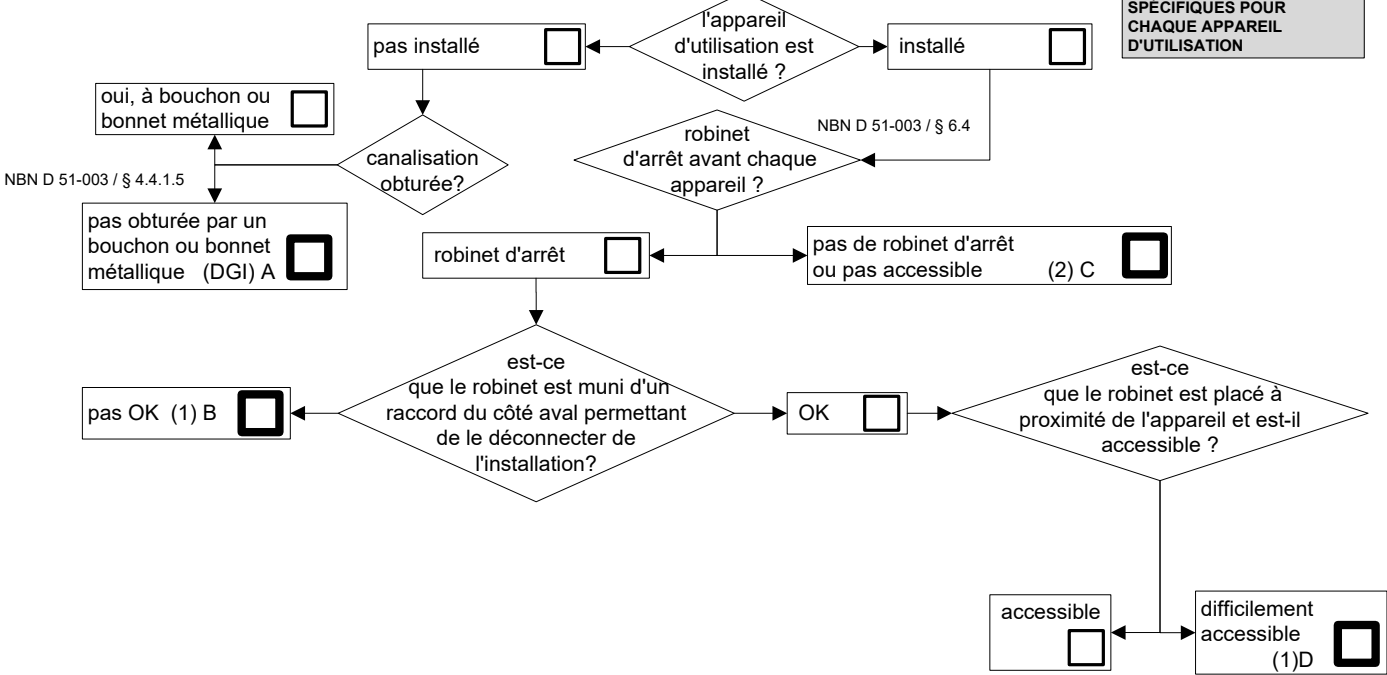 SPÉCIFIQUES POUR
CHAQUE APPAREIL
D'UTILISATION
l'appareil
d'utilisation est
installé ?
pas installé
installé
oui, à bouchon ou
bonnet métallique
NBN D 51-003 / § 6.4
robinet
d'arrêt avant chaque
appareil ?
canalisation
obturée?
NBN D 51-003 / § 4.4.1.5
pas obturée par un
bouchon ou bonnet
métallique (DGI) A
robinet d'arrêt
pas de robinet d'arrêt
ou pas accessible (2) C
est-ce
que le robinet est muni d'un
raccord du côté aval permettant
de le déconnecter de
l'installation?
pas OK (1) B
OK
est-ce
que le robinet est placé à
proximité de l'appareil et est-il
accessible ?
accessible
difficilement
accessible
(1)D